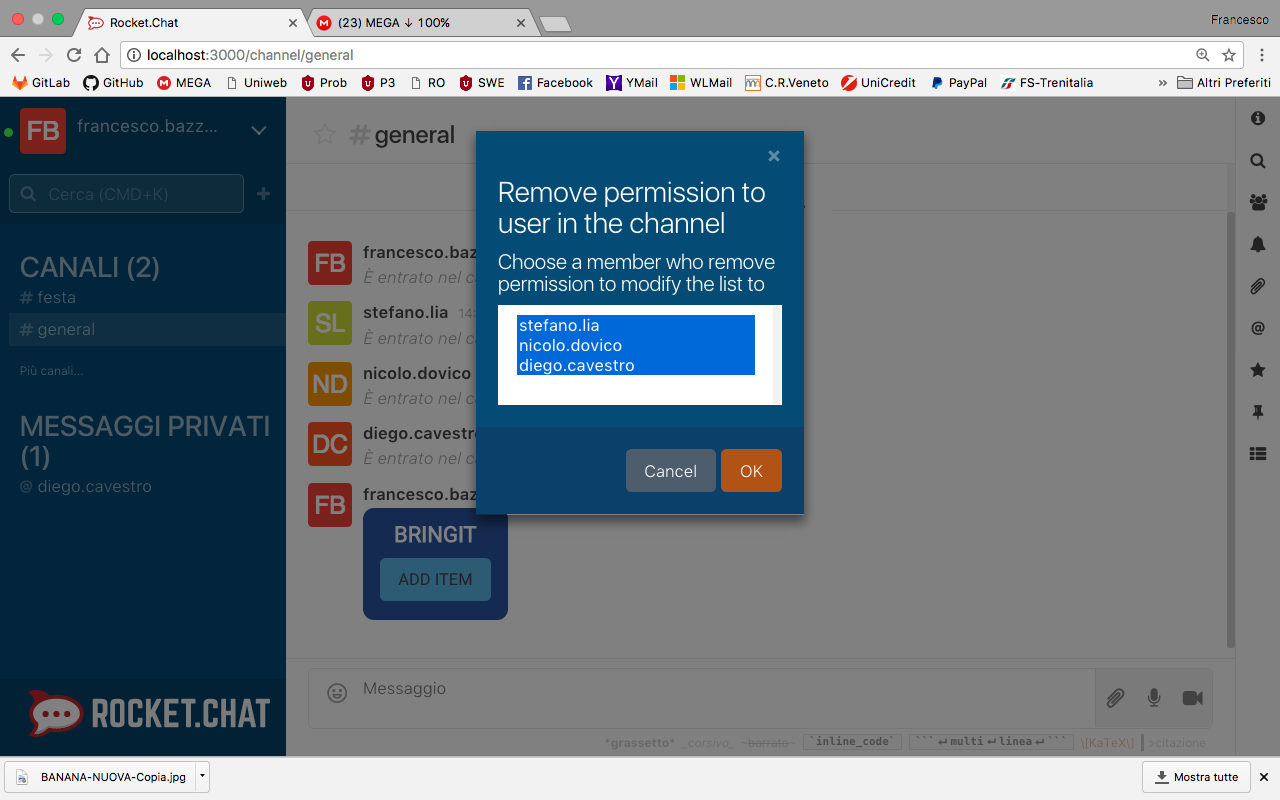 Rocket.Chat
(23) MEGA ↓ 100%
Francesco
localhost:3000/channel/general
GitLab
GitHub
MEGA
Uniweb
Prob
P3
RO
SWE
Facebook
YMail
WLMail
C.R.Veneto
UniCredit
PayPal
FS-Trenitalia
»
Altri Preferiti
FB
francesco.bazz...
Cerca (CMD+K)
CANALI (2)
# festa
# general
Più canali...
MESSAGGI PRIVATI
(1)
@ diego.cavestro
ROCKET.CHAT
#general
FB
francesco.baz
È entrato nel c
SL
stefano.lia 14:
È entrato nel c
ND
nicolo.dovico
È entrato nel c
DC
diego.cavestr
È entrato nel c
FB
francesco.baz
BRINGIT
ADD ITEM
×
Remove permission to
user in the channel
Choose a member who remove
permission to modify the list to
stefano.lia
nicolo.dovico
diego.cavestro
Cancel
OK
Messaggio
*grassetto* _corsivo_ ~barrato~ `inline_code` ```↵multi↵linea↵``` \[KaTeX\] >citazione
BANANA-NUOVA-Copia.jpg
Mostra tutte